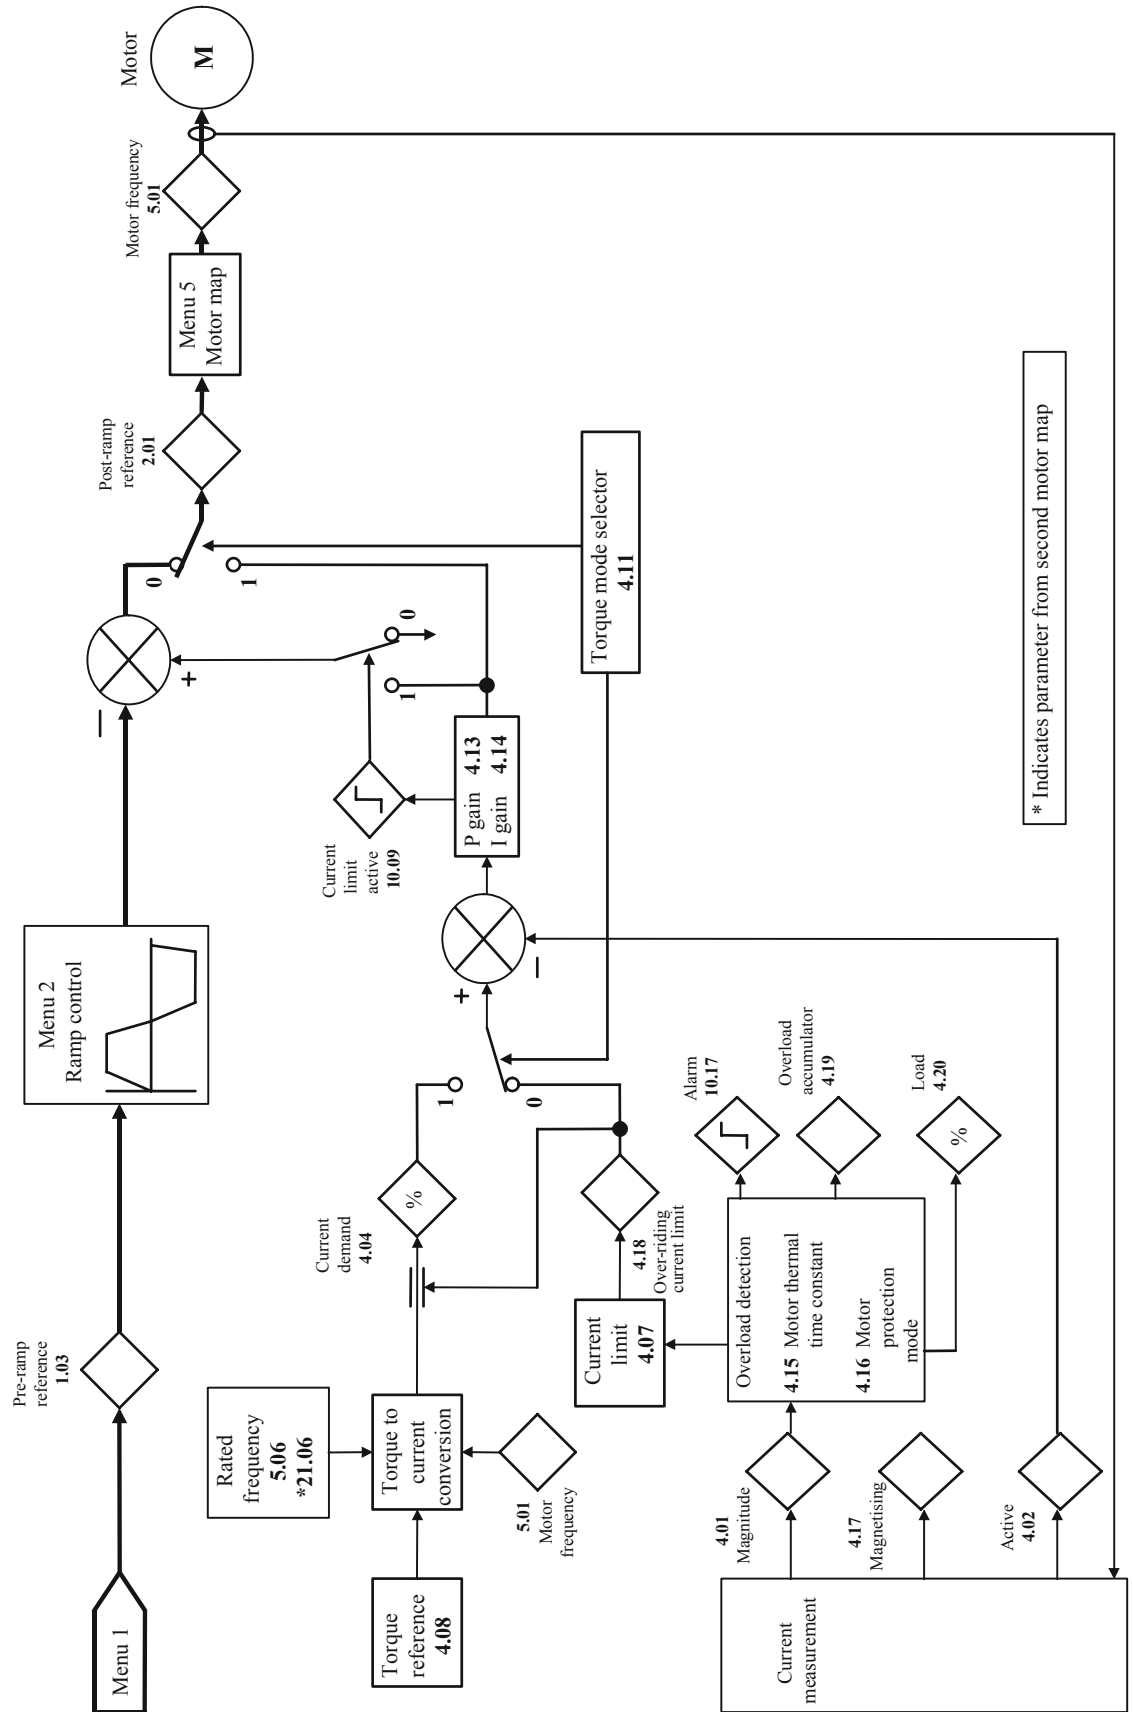 Menu 1
Pre-ramp
reference
1.03
Menu 2
Ramp control
−
+
0
1
Post-ramp
reference
2.01
Menu 5
Motor map
Motor frequency
5.01
Motor
M
Rated
frequency
5.06
*21.06
Torque
reference
4.08
Torque to
current
conversion
5.01
Motor
frequency
Current
demand
4.04
%
1
0
+
−
Current
limit
active
10.09
P gain 4.13
I gain 4.14
1
0
Torque mode selector
4.11
Current
limit
4.07
4.18
Over-riding
current limit
Current
measurement
4.01
Magnitude
4.17
Magnetising
Active
4.02
Overload detection
4.15 Motor thermal
time constant
4.16 Motor
protection
mode
Alarm
10.17
Overload
accumulator
4.19
Load
4.20
%
* Indicates parameter from second motor map